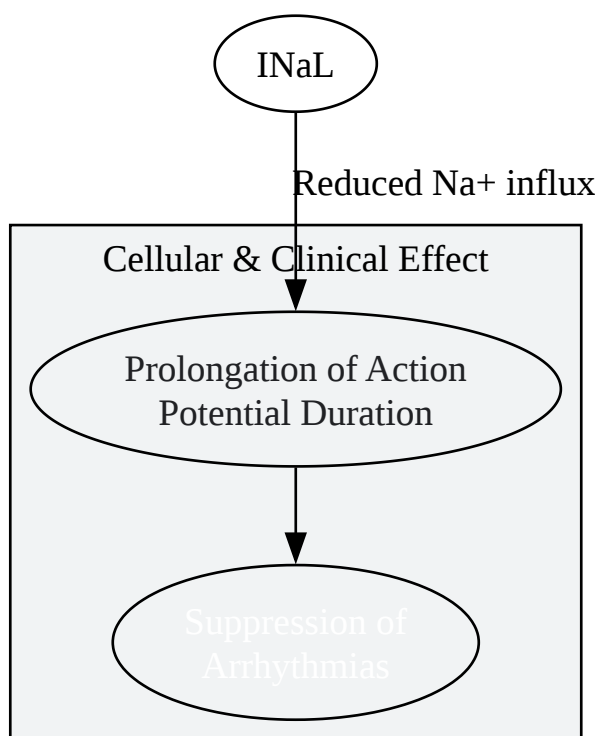 INaL
Reduced Na+ influx
Cellular & Clinical Effect
Prolongation of Action
Potential Duration
Suppression of
Arrhythmias